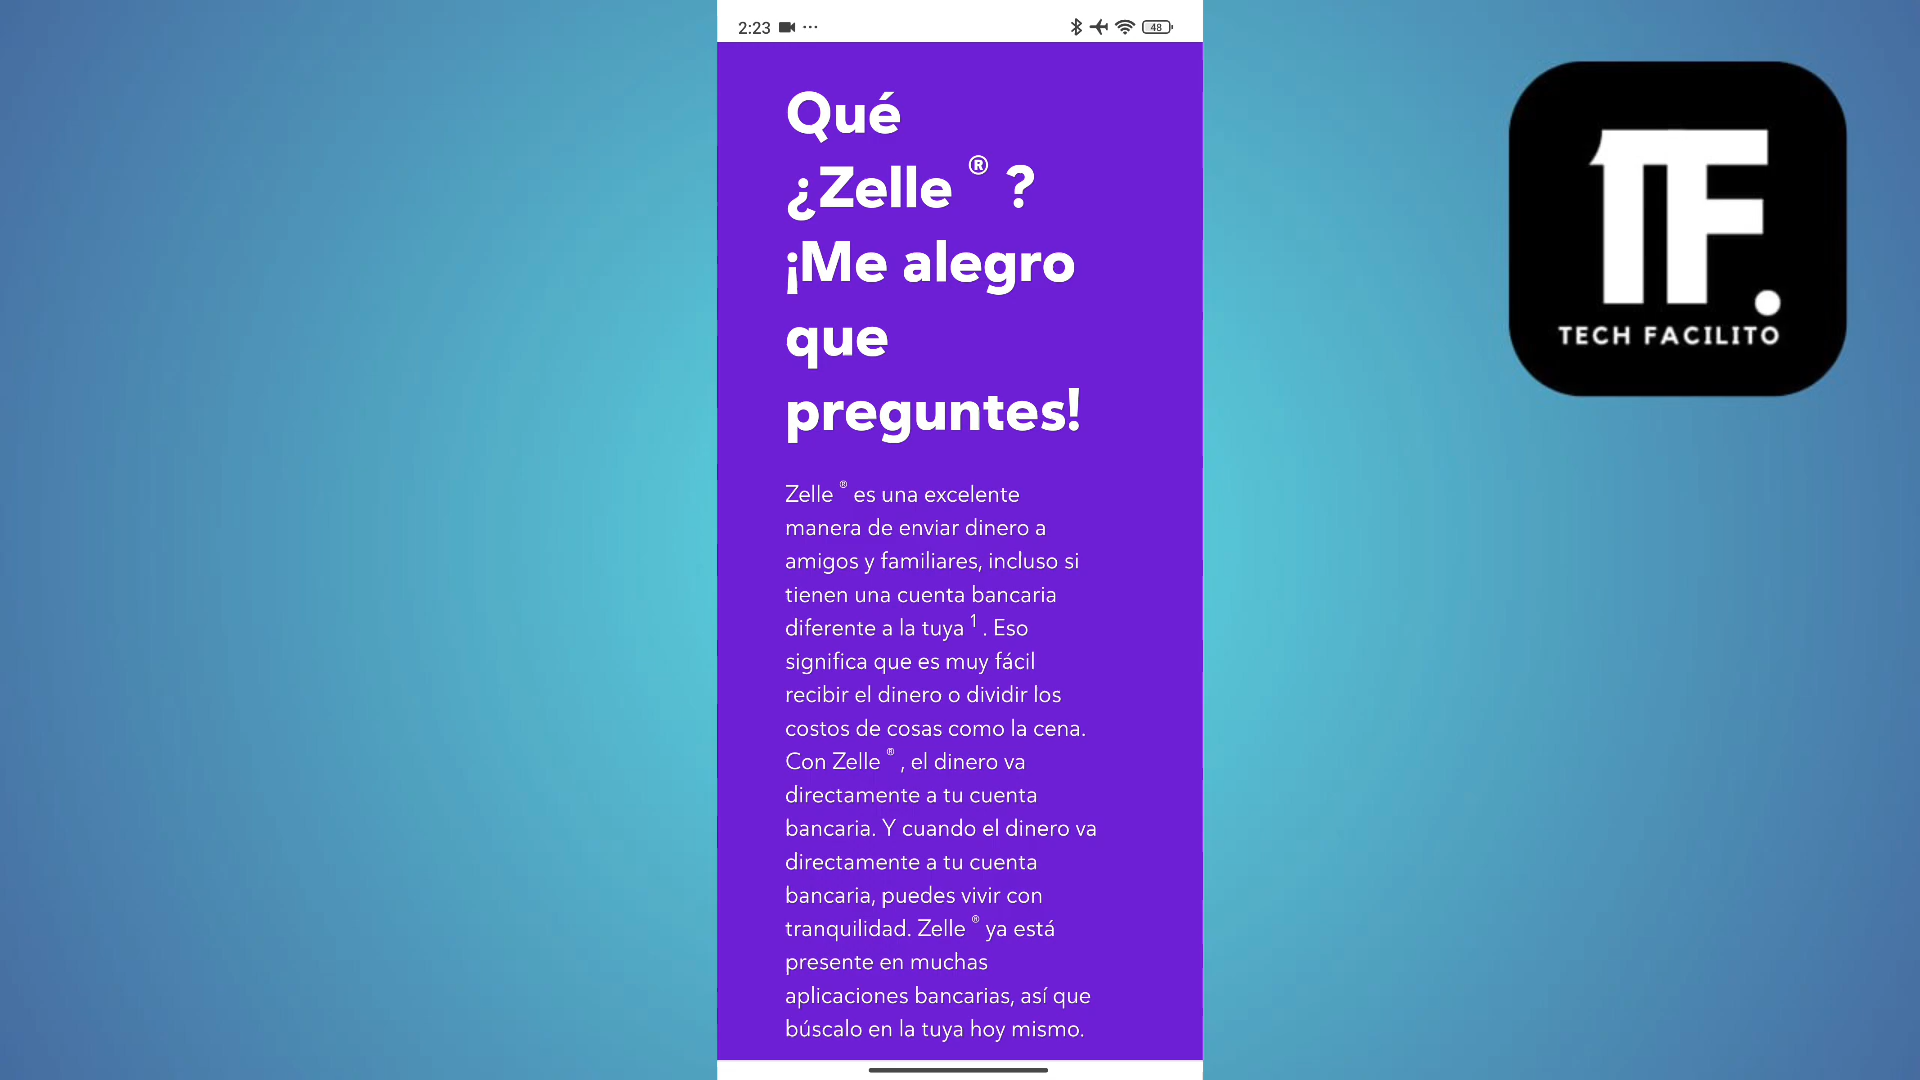 2:23
48
Qué
¿Zelle ® ?
¡Me alegro
que
preguntes!
Zelle ® es una excelente
manera de enviar dinero a
amigos y familiares, incluso si
tienen una cuenta bancaria
diferente a la tuya 1 . Eso
significa que es muy fácil
recibir el dinero o dividir los
costos de cosas como la cena.
Con Zelle ® , el dinero va
directamente a tu cuenta
bancaria. Y cuando el dinero va
directamente a tu cuenta
bancaria, puedes vivir con
tranquilidad. Zelle ® ya está
presente en muchas
aplicaciones bancarias, así que
búscalo en la tuya hoy mismo.
TF.
TECH FACILITO